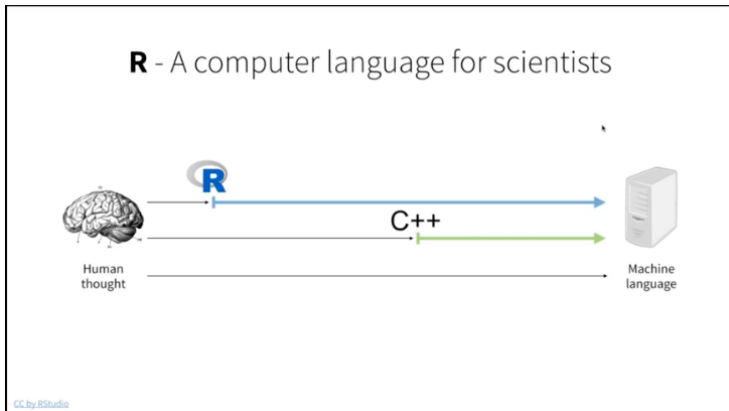 R - A computer language for scientists
R
C++
Human
thought
Machine
language
CC by RStudio